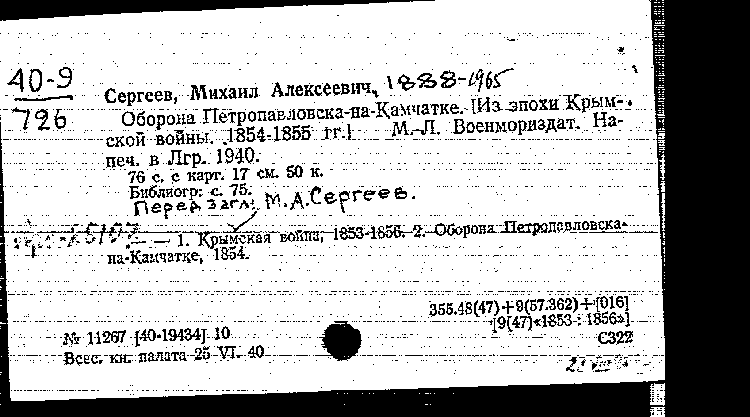 40-9
726
Сергеев, Михаил Алексеевич, 1888-1965
Оборона Петропавловска-на-Камчатке. [Из эпохи Крым-
ской войны. 1854-1855 гг.] М.-Л. Военмориздат. На-
печ. в Лгр. 1940.
76 с. с карт. 17 см. 50 к.
Библиогр: с. 75.
Перед загл: М.А.Сергеев.
— 1. Крымская война, 1853-1856. 2. Оборона Петропавловска-
на-Камчатке, 1854.
355.48(47)+9(57.362)+[016]
[9(47)«1853 : 1856»]
№ 11267 [40-19434] 10
С322
Всес. кн. палата 25 VI. 40